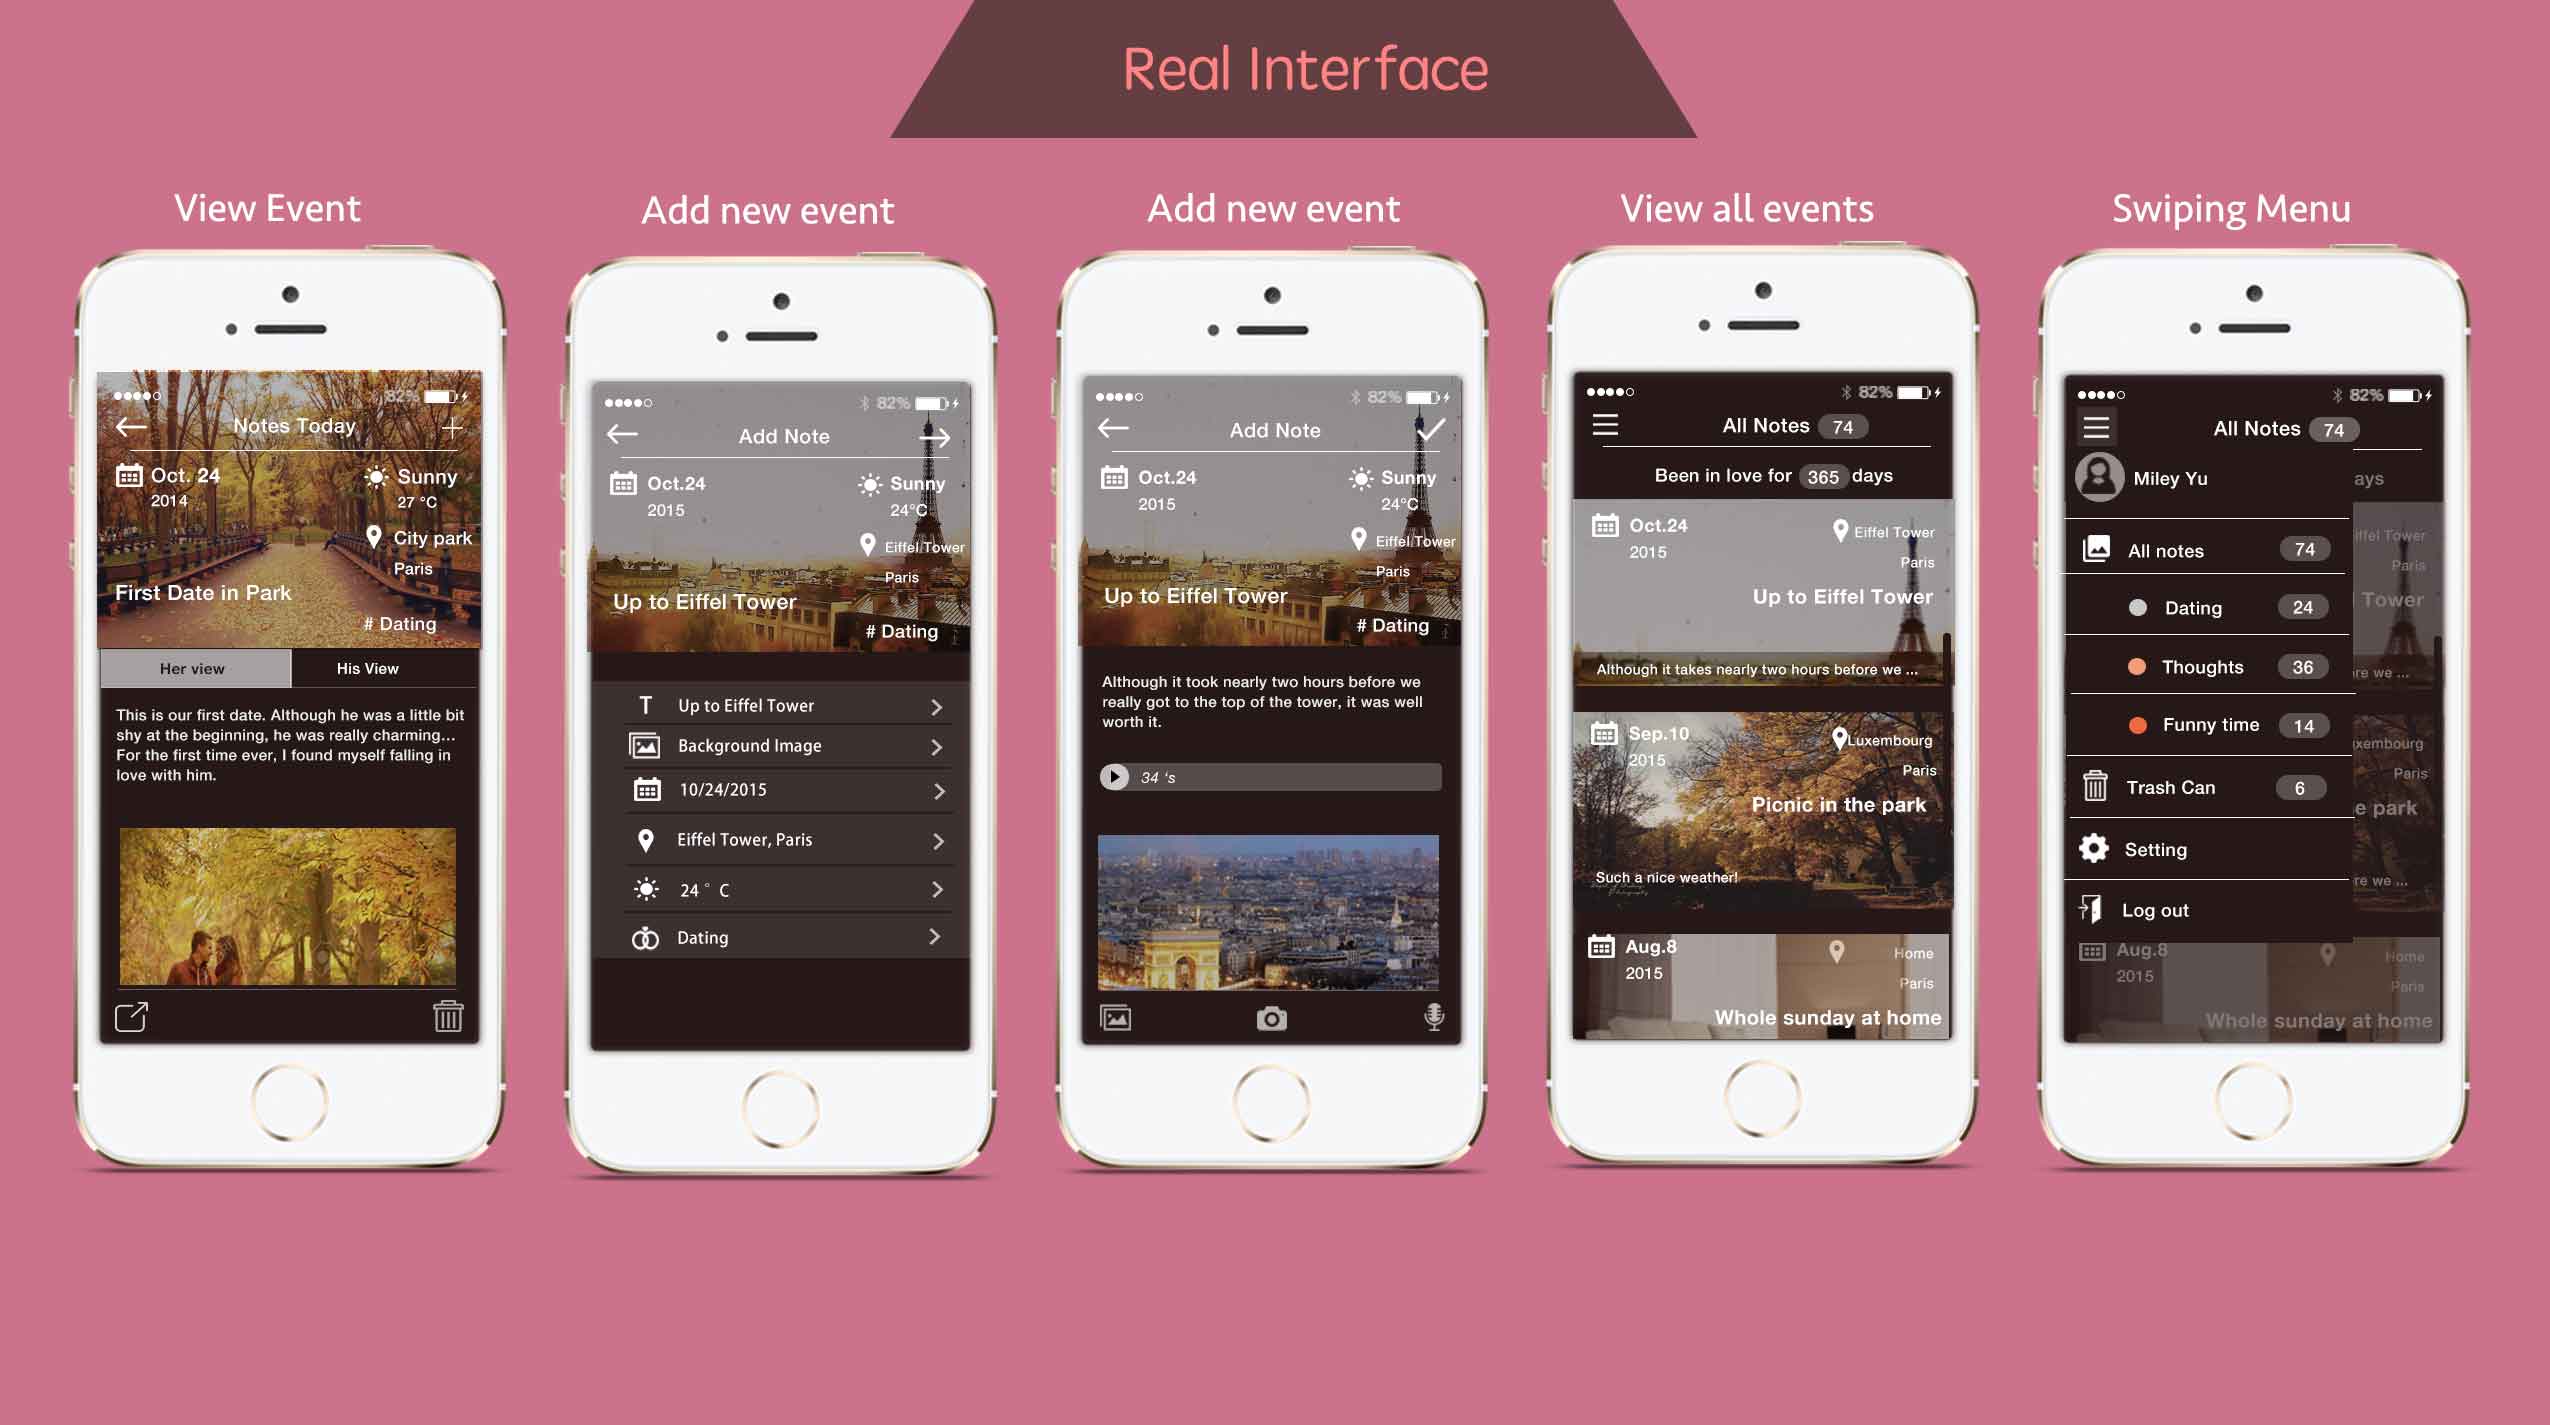 Real Interface
View Event
82%
Notes Today
Oct. 24
2014
Sunny
27 °C
City park
Paris
First Date in Park
# Dating
Her view
His View
This is our first date. Although he was a little bit
shy at the beginning, he was really charming...
For the first time ever, I found myself falling in
love with him.
Add new event
82%
Add Note
Oct.24
2015
Sunny
24°C
Eiffel Tower
Paris
Up to Eiffel Tower
# Dating
T Up to Eiffel Tower
Background Image
10/24/2015
Eiffel Tower, Paris
24 ° C
Dating
Add new event
82%
Add Note
Oct.24
2015
Sunny
24°C
Eiffel Tower
Paris
Up to Eiffel Tower
# Dating
Although it took nearly two hours before we
really got to the top of the tower, it was well
worth it.
34 's
View all events
82%
All Notes 74
Been in love for 365 days
Oct.24
2015
Eiffel Tower
Paris
Up to Eiffel Tower
Although it takes nearly two hours before we ...
Sep.10
2015
Luxembourg
Paris
Picnic in the park
Such a nice weather!
Aug.8
2015
Home
Paris
Whole sunday at home
Swiping Menu
82%
All Notes 74
Miley Yu
ays
All notes 74
iffel Tower
Paris
Dating 24
Tower
Thoughts 36
re we ...
Funny time 14
uxembourg
Paris
Trash Can 6
e park
Setting
re we ...
Log out
Aug.8
2015
Home
Paris
Whole sunday at home